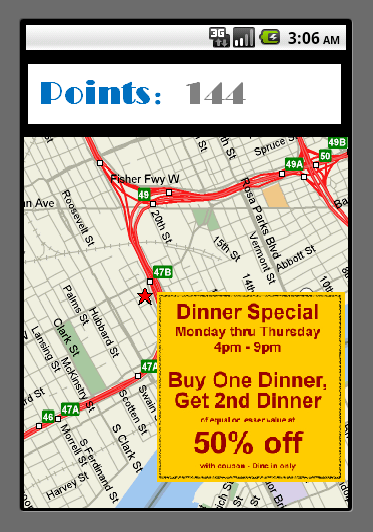 3G
3:06 AM
Points: 144
49B
Spruce St
50
49A
Fisher Fwy W
49
Rosa Parks Blvd
an Ave
Roosevelt St
20th St
15th St
Vermont St
Abbott St
47B
14th
10th
Palms St
Hubbard St
Lansing St
Clark St
McKinstry St
47A
Swain
Scotten St
47A
46
Morrell St
S Clark St
S Ferdinand St
Harvey St
Dinner Special
Monday thru Thursday
4pm - 9pm
Buy One Dinner,
Get 2nd Dinner
of equal or lesser value at
50% off
with coupon - Dine in only